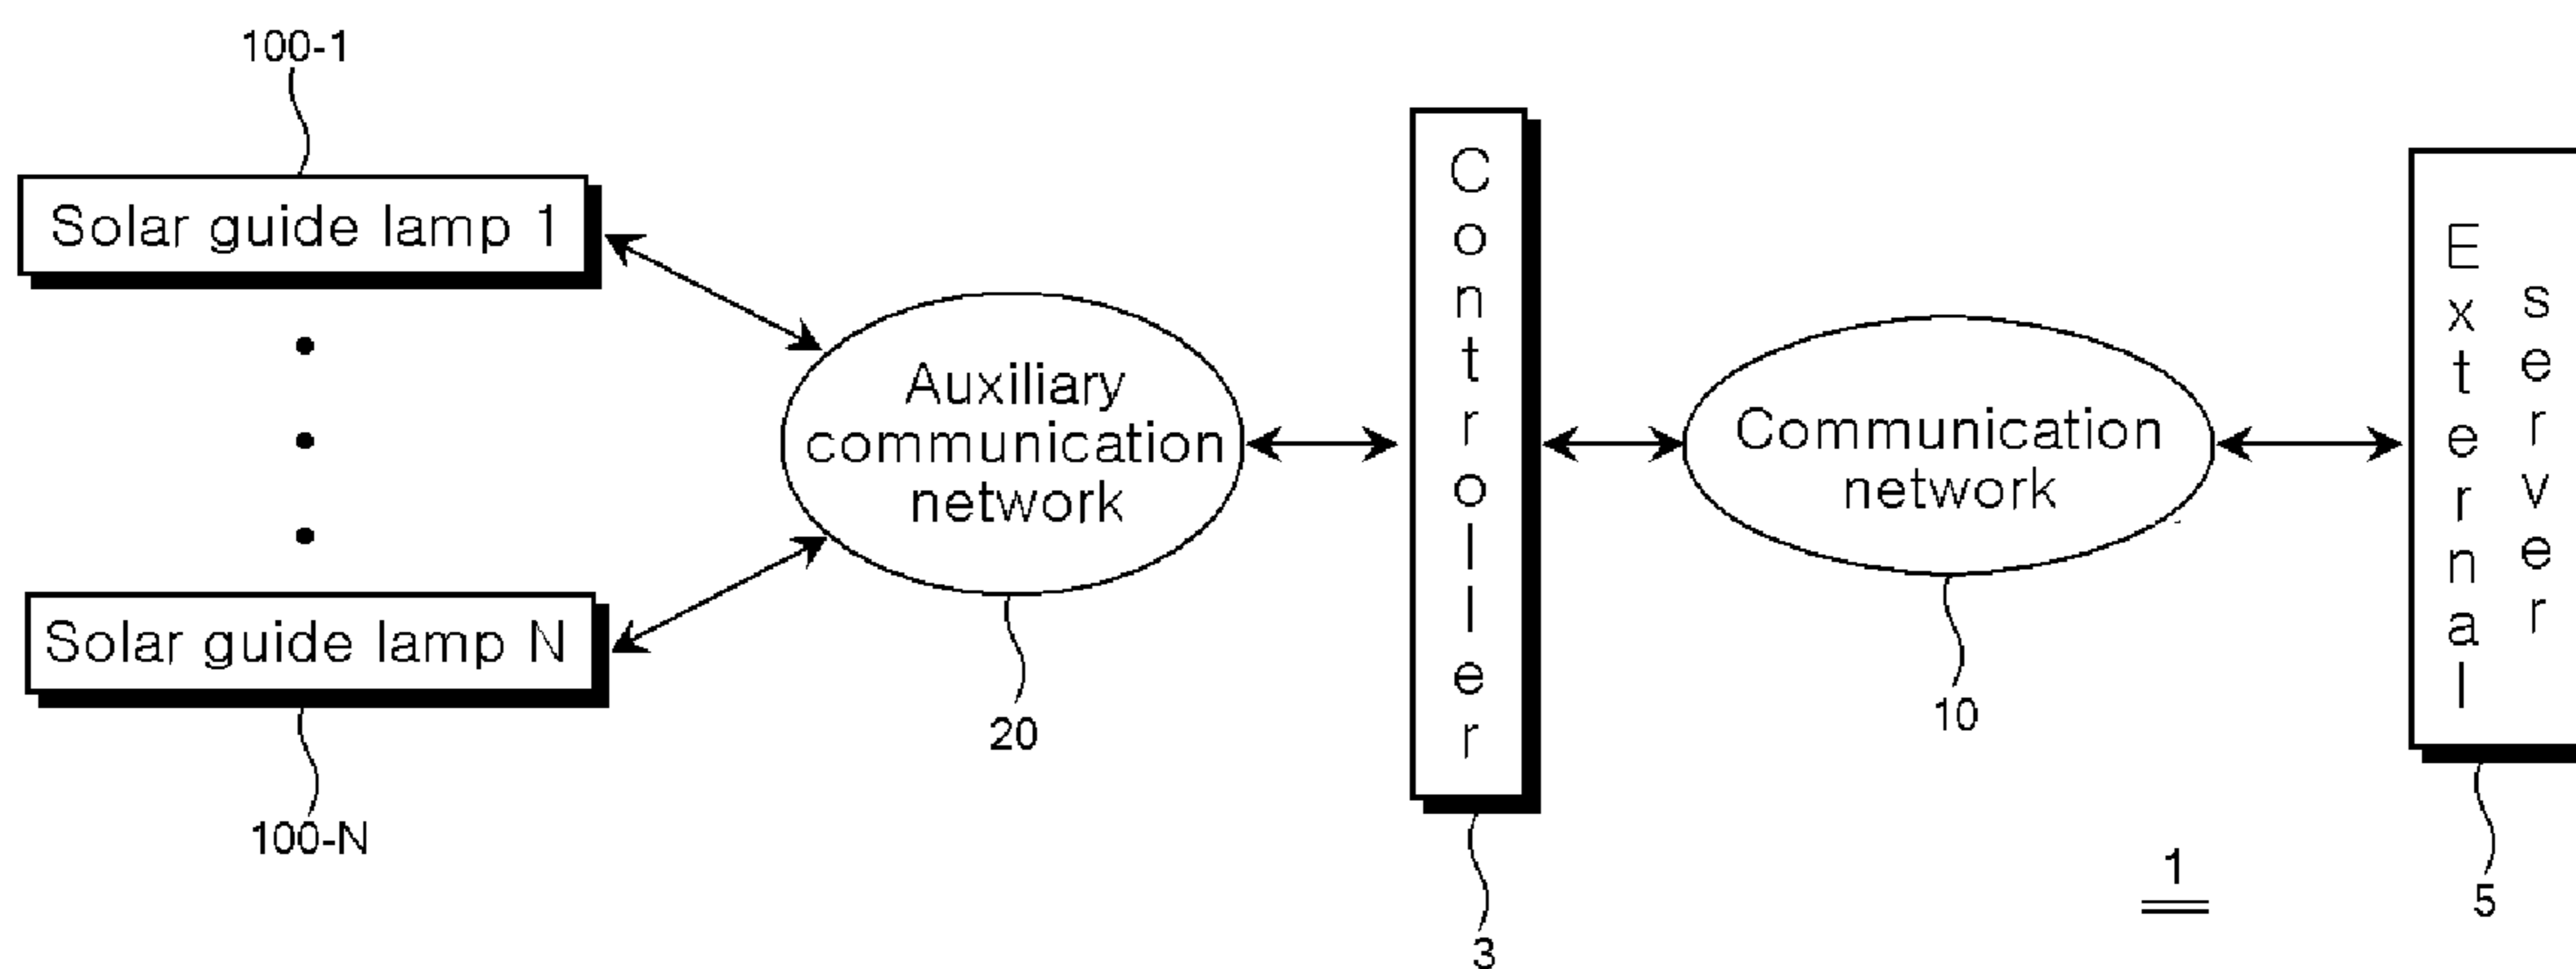 100-1
Solar guide lamp 1
Solar guide lamp N
100-N
Auxiliary
communication
network
20
Controller
3
Communication
network
10
External
server
5
1